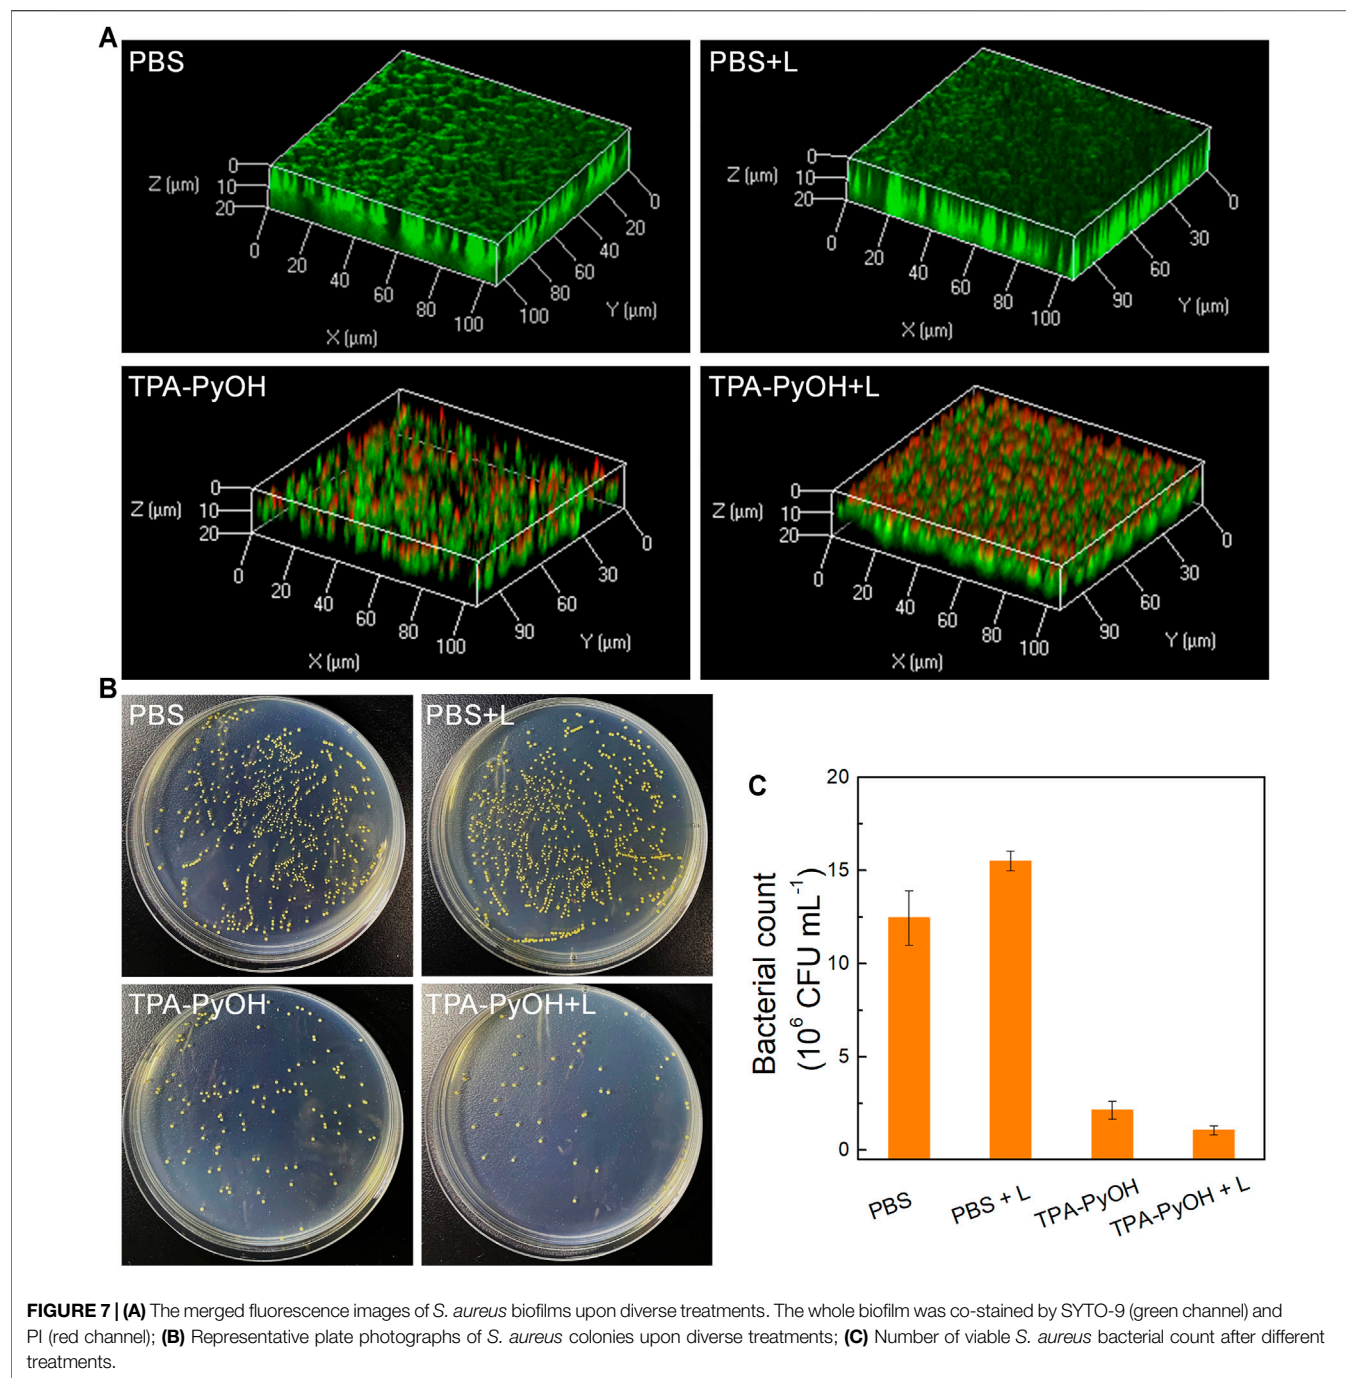 A
PBS
0
Z (µm)
10
20
0
20
40
60
80
100
X (µm)
0
20
40
60
80
100
Y (µm)
PBS+L
0
Z (µm)
10
20
0
20
40
60
80
100
X (µm)
0
30
60
90
Y (µm)
TPA-PyOH
0
Z (µm)
10
20
0
20
40
60
80
100
X (µm)
0
30
60
90
Y (µm)
TPA-PyOH+L
0
Z (µm)
10
20
0
20
40
60
80
100
X (µm)
0
30
60
90
Y (µm)
B
PBS
PBS+L
TPA-PyOH
TPA-PyOH+L
C
Bacterial count
(10⁶ CFU mL⁻¹)
20
15
10
5
0
PBS
PBS + L
TPA-PyOH
TPA-PyOH + L
FIGURE 7 | (A) The merged fluorescence images of S. aureus biofilms upon diverse treatments. The whole biofilm was co-stained by SYTO-9 (green channel) and
PI (red channel); (B) Representative plate photographs of S. aureus colonies upon diverse treatments; (C) Number of viable S. aureus bacterial count after different
treatments.